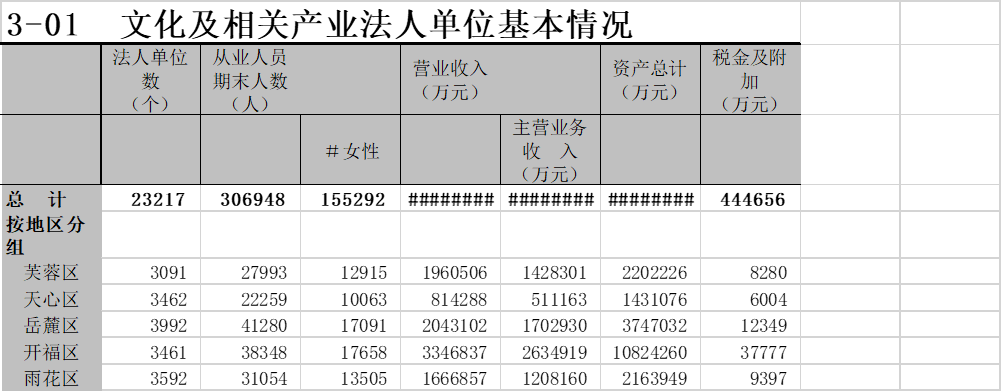 3-01 文化及相关产业法人单位基本情况
法人单位数（个） 从业人员期末人数（人） 营业收入（万元） 资产总计（万元） 税金及附加（万元）
＃女性 主营业务收 入（万元）
总 计 23217 306948 155292 ######## ######## ######## 444656
按地区分组
芙蓉区 3091 27993 12915 1960506 1428301 2202226 8280
天心区 3462 22259 10063 814288 511163 1431076 6004
岳麓区 3992 41280 17091 2043102 1702930 3747032 12349
开福区 3461 38348 17658 3346837 2634919 10824260 37777
雨花区 3592 31054 13505 1666857 1208160 2163949 9397